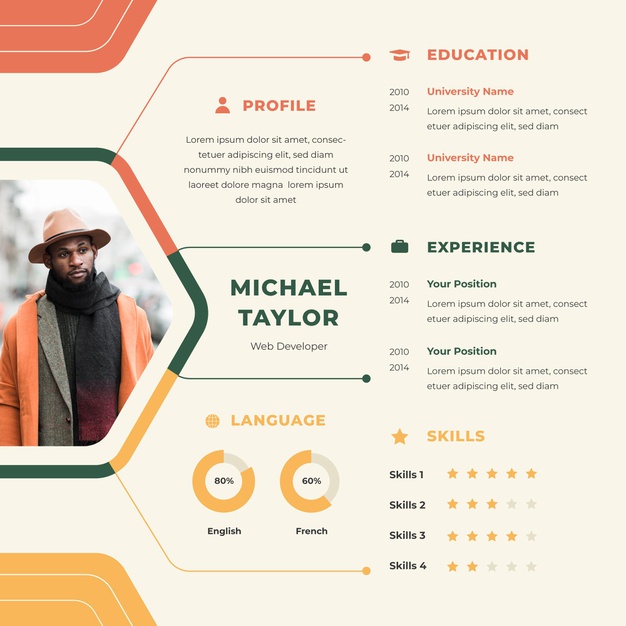 PROFILE
Lorem ipsum dolor sit amet, consec-
tetuer adipiscing elit, sed diam
nonummy nibh euismod tincidunt ut
laoreet dolore magna lorem ipsum
dolor sit amet
MICHAEL
TAYLOR
Web Developer
LANGUAGE
80%
60%
English
French
EDUCATION
2010
2014
University Name
Lorem ipsum dolor sit amet, consect
etuer adipiscing elit, sed diam
2010
2014
University Name
Lorem ipsum dolor sit amet, consect
etuer adipiscing elit, sed diam
EXPERIENCE
2010
2014
Your Position
Lorem ipsum dolor sit amet, consect
etuer adipiscing elit, sed diam
2010
2014
Your Position
Lorem ipsum dolor sit amet, consect
etuer adipiscing elit, sed diam
SKILLS
Skills 1
Skills 2
Skills 3
Skills 4